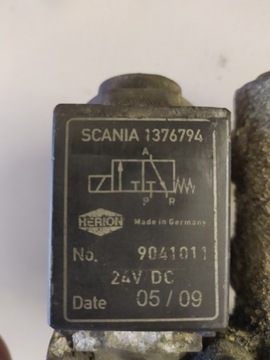 SCANIA 1376794
A
P R
HERION
Made in Germany
No. 9041011
24V DC
Date 05/09